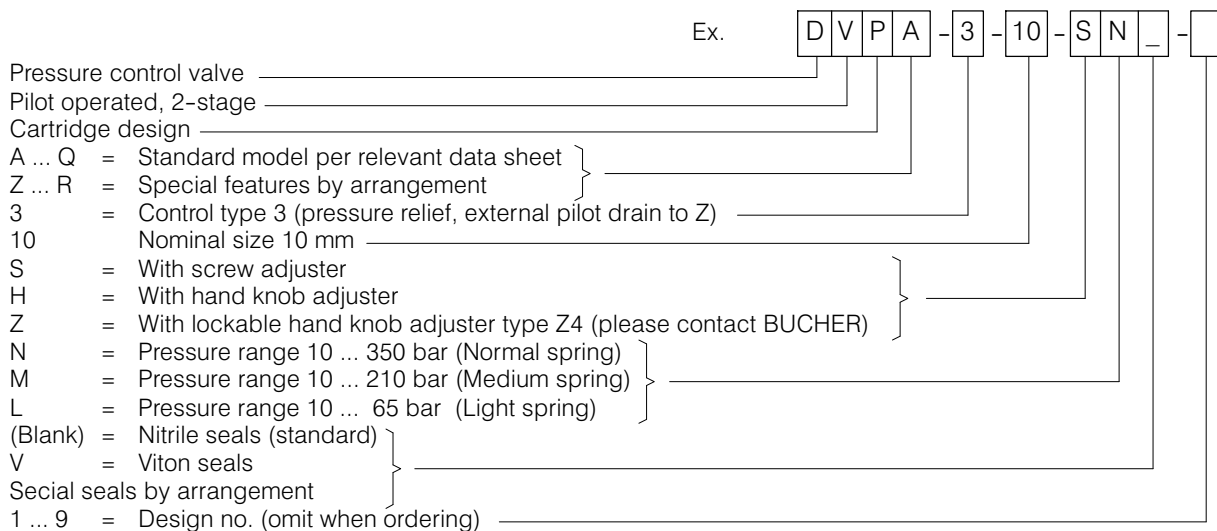 Ex. D V P A - 3 - 10 - S N _ -
Pressure control valve
Pilot operated, 2-stage
Cartridge design
A ... Q = Standard model per relevant data sheet
Z ... R = Special features by arrangement
3 = Control type 3 (pressure relief, external pilot drain to Z)
10 Nominal size 10 mm
S = With screw adjuster
H = With hand knob adjuster
Z = With lockable hand knob adjuster type Z4 (please contact BUCHER)
N = Pressure range 10 ... 350 bar (Normal spring)
M = Pressure range 10 ... 210 bar (Medium spring)
L = Pressure range 10 ... 65 bar (Light spring)
(Blank) = Nitrile seals (standard)
V = Viton seals
Secial seals by arrangement
1 ... 9 = Design no. (omit when ordering)